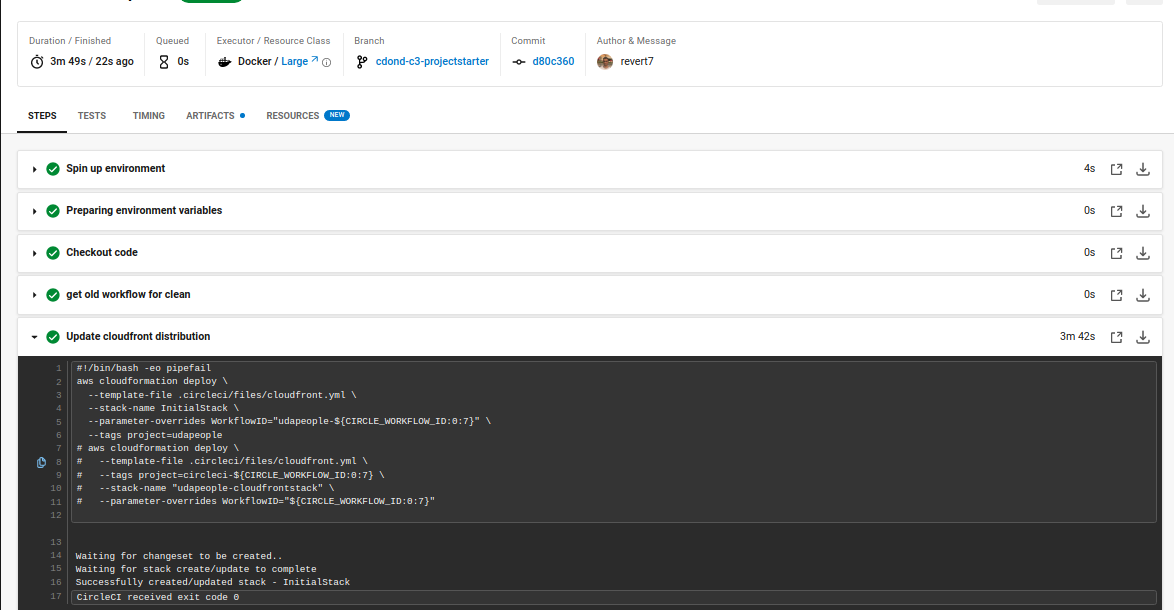 Duration / Finished
3m 49s / 22s ago
Queued
0s
Executor / Resource Class
Docker / Large
Branch
cdond-c3-projectstarter
Commit
d80c360
Author & Message
revert7
STEPS TESTS TIMING ARTIFACTS RESOURCES NEW
Spin up environment 4s
Preparing environment variables 0s
Checkout code 0s
get old workflow for clean 0s
Update cloudfront distribution 3m 42s
1 #!/bin/bash -eo pipefail
2 aws cloudformation deploy \
3   --template-file .circleci/files/cloudfront.yml \
4   --stack-name InitialStack \
5   --parameter-overrides WorkflowID="udapeople-${CIRCLE_WORKFLOW_ID:0:7}" \
6   --tags project=udapeople
7 # aws cloudformation deploy \
8 #   --template-file .circleci/files/cloudfront.yml \
9 #   --tags project=circleci-${CIRCLE_WORKFLOW_ID:0:7} \
10 #   --stack-name "udapeople-cloudfrontstack" \
11 #   --parameter-overrides WorkflowID="${CIRCLE_WORKFLOW_ID:0:7}"
12
13
14 Waiting for changeset to be created..
15 Waiting for stack create/update to complete
16 Successfully created/updated stack - InitialStack
17 CircleCI received exit code 0